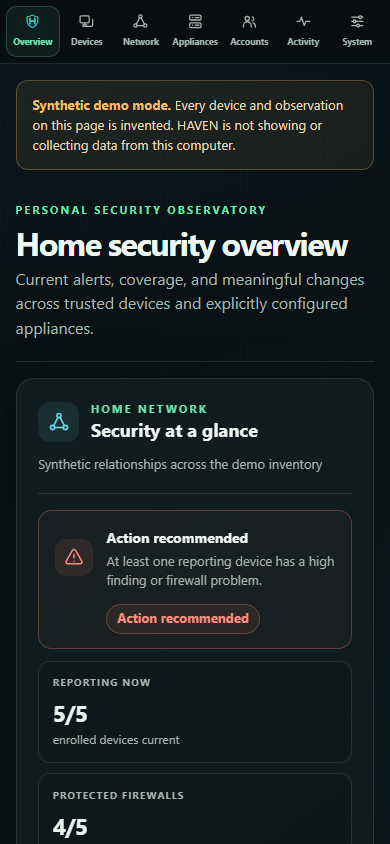 Overview Devices Network Appliances Accounts Activity System
Synthetic demo mode. Every device and observation
on this page is invented. HAVEN is not showing or
collecting data from this computer.
PERSONAL SECURITY OBSERVATORY
Home security overview
Current alerts, coverage, and meaningful changes
across trusted devices and explicitly configured
appliances.
HOME NETWORK
Security at a glance
Synthetic relationships across the demo inventory
Action recommended
At least one reporting device has a high
finding or firewall problem.
Action recommended
REPORTING NOW
5/5
enrolled devices current
PROTECTED FIREWALLS
4/5